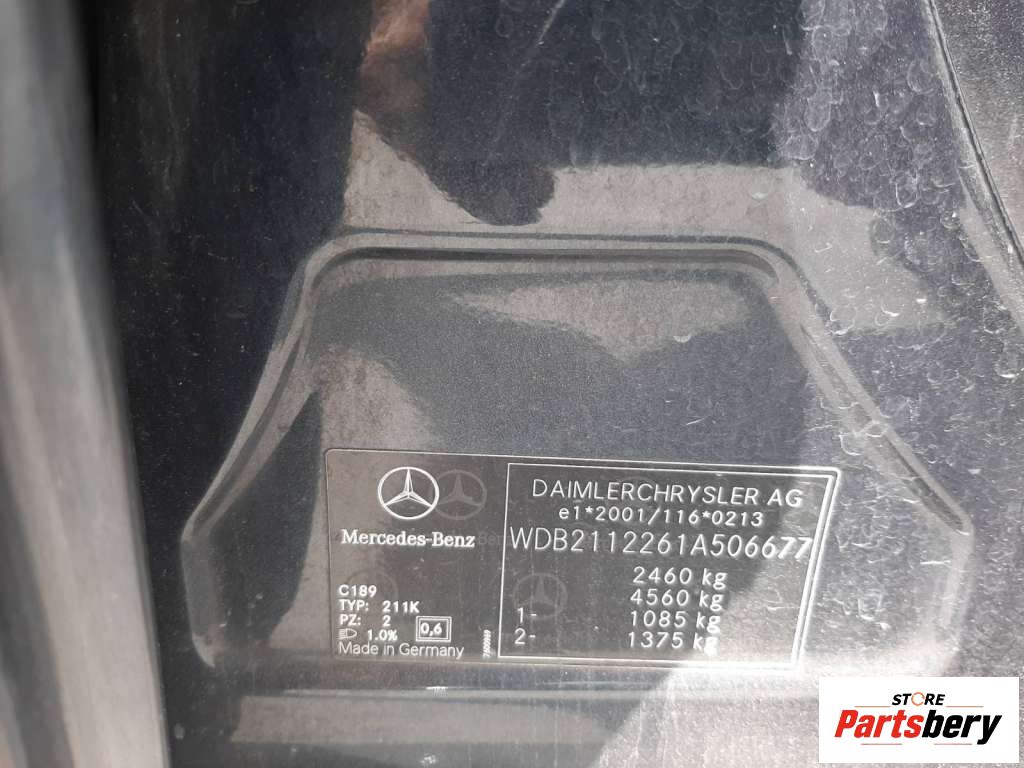 Mercedes-Benz
C189
TYP: 211K
PZ: 2
1.0% 0,6
Made in Germany
DAIMLERCHRYSLER AG
e1*2001/116*0213
WDB2112261A506677
2460 kg
4560 kg
1- 1085 kg
2- 1375 kg
STORE
Partsbery